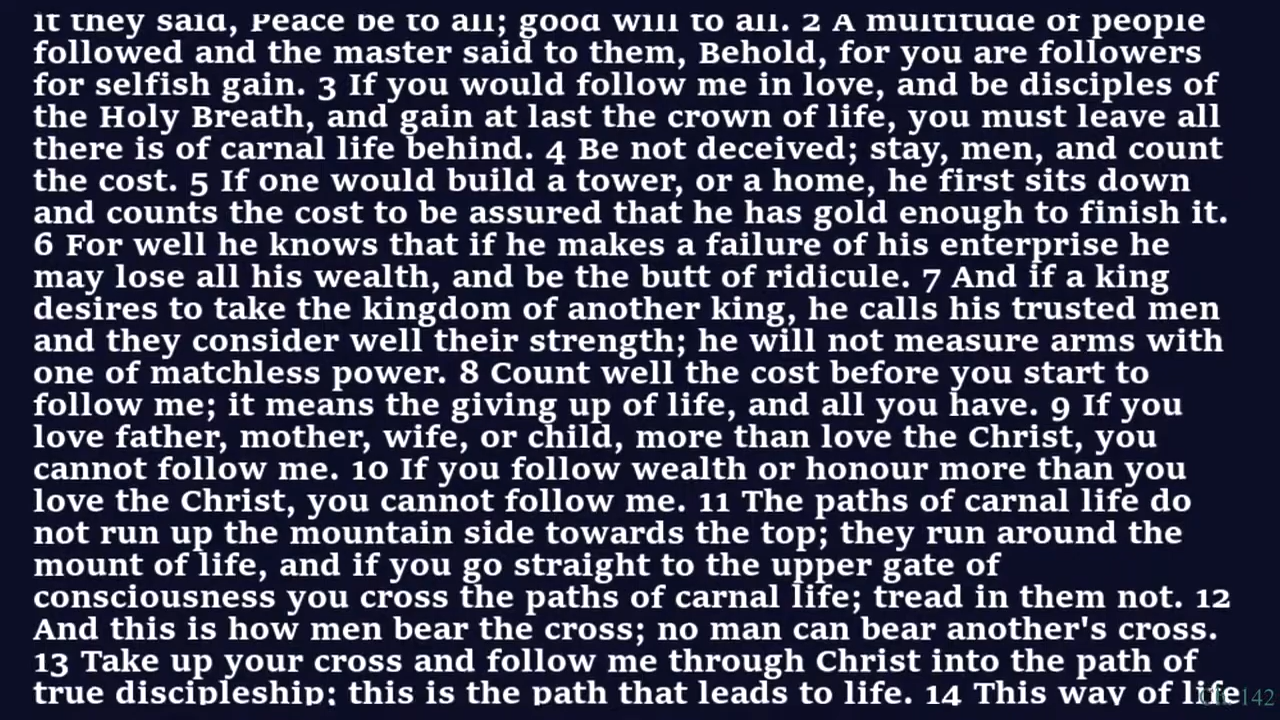 it they said, Peace be to all; good will to all. 2 A multitude of people
followed and the master said to them, Behold, for you are followers
for selfish gain. 3 If you would follow me in love, and be disciples of
the Holy Breath, and gain at last the crown of life, you must leave all
there is of carnal life behind. 4 Be not deceived; stay, men, and count
the cost. 5 If one would build a tower, or a home, he first sits down
and counts the cost to be assured that he has gold enough to finish it.
6 For well he knows that if he makes a failure of his enterprise he
may lose all his wealth, and be the butt of ridicule. 7 And if a king
desires to take the kingdom of another king, he calls his trusted men
and they consider well their strength; he will not measure arms with
one of matchless power. 8 Count well the cost before you start to
follow me; it means the giving up of life, and all you have. 9 If you
love father, mother, wife, or child, more than love the Christ, you
cannot follow me. 10 If you follow wealth or honour more than you
love the Christ, you cannot follow me. 11 The paths of carnal life do
not run up the mountain side towards the top; they run around the
mount of life, and if you go straight to the upper gate of
consciousness you cross the paths of carnal life; tread in them not. 12
And this is how men bear the cross; no man can bear another's cross.
13 Take up your cross and follow me through Christ into the path of
true discipleship; this is the path that leads to life. 14 This way of life
142